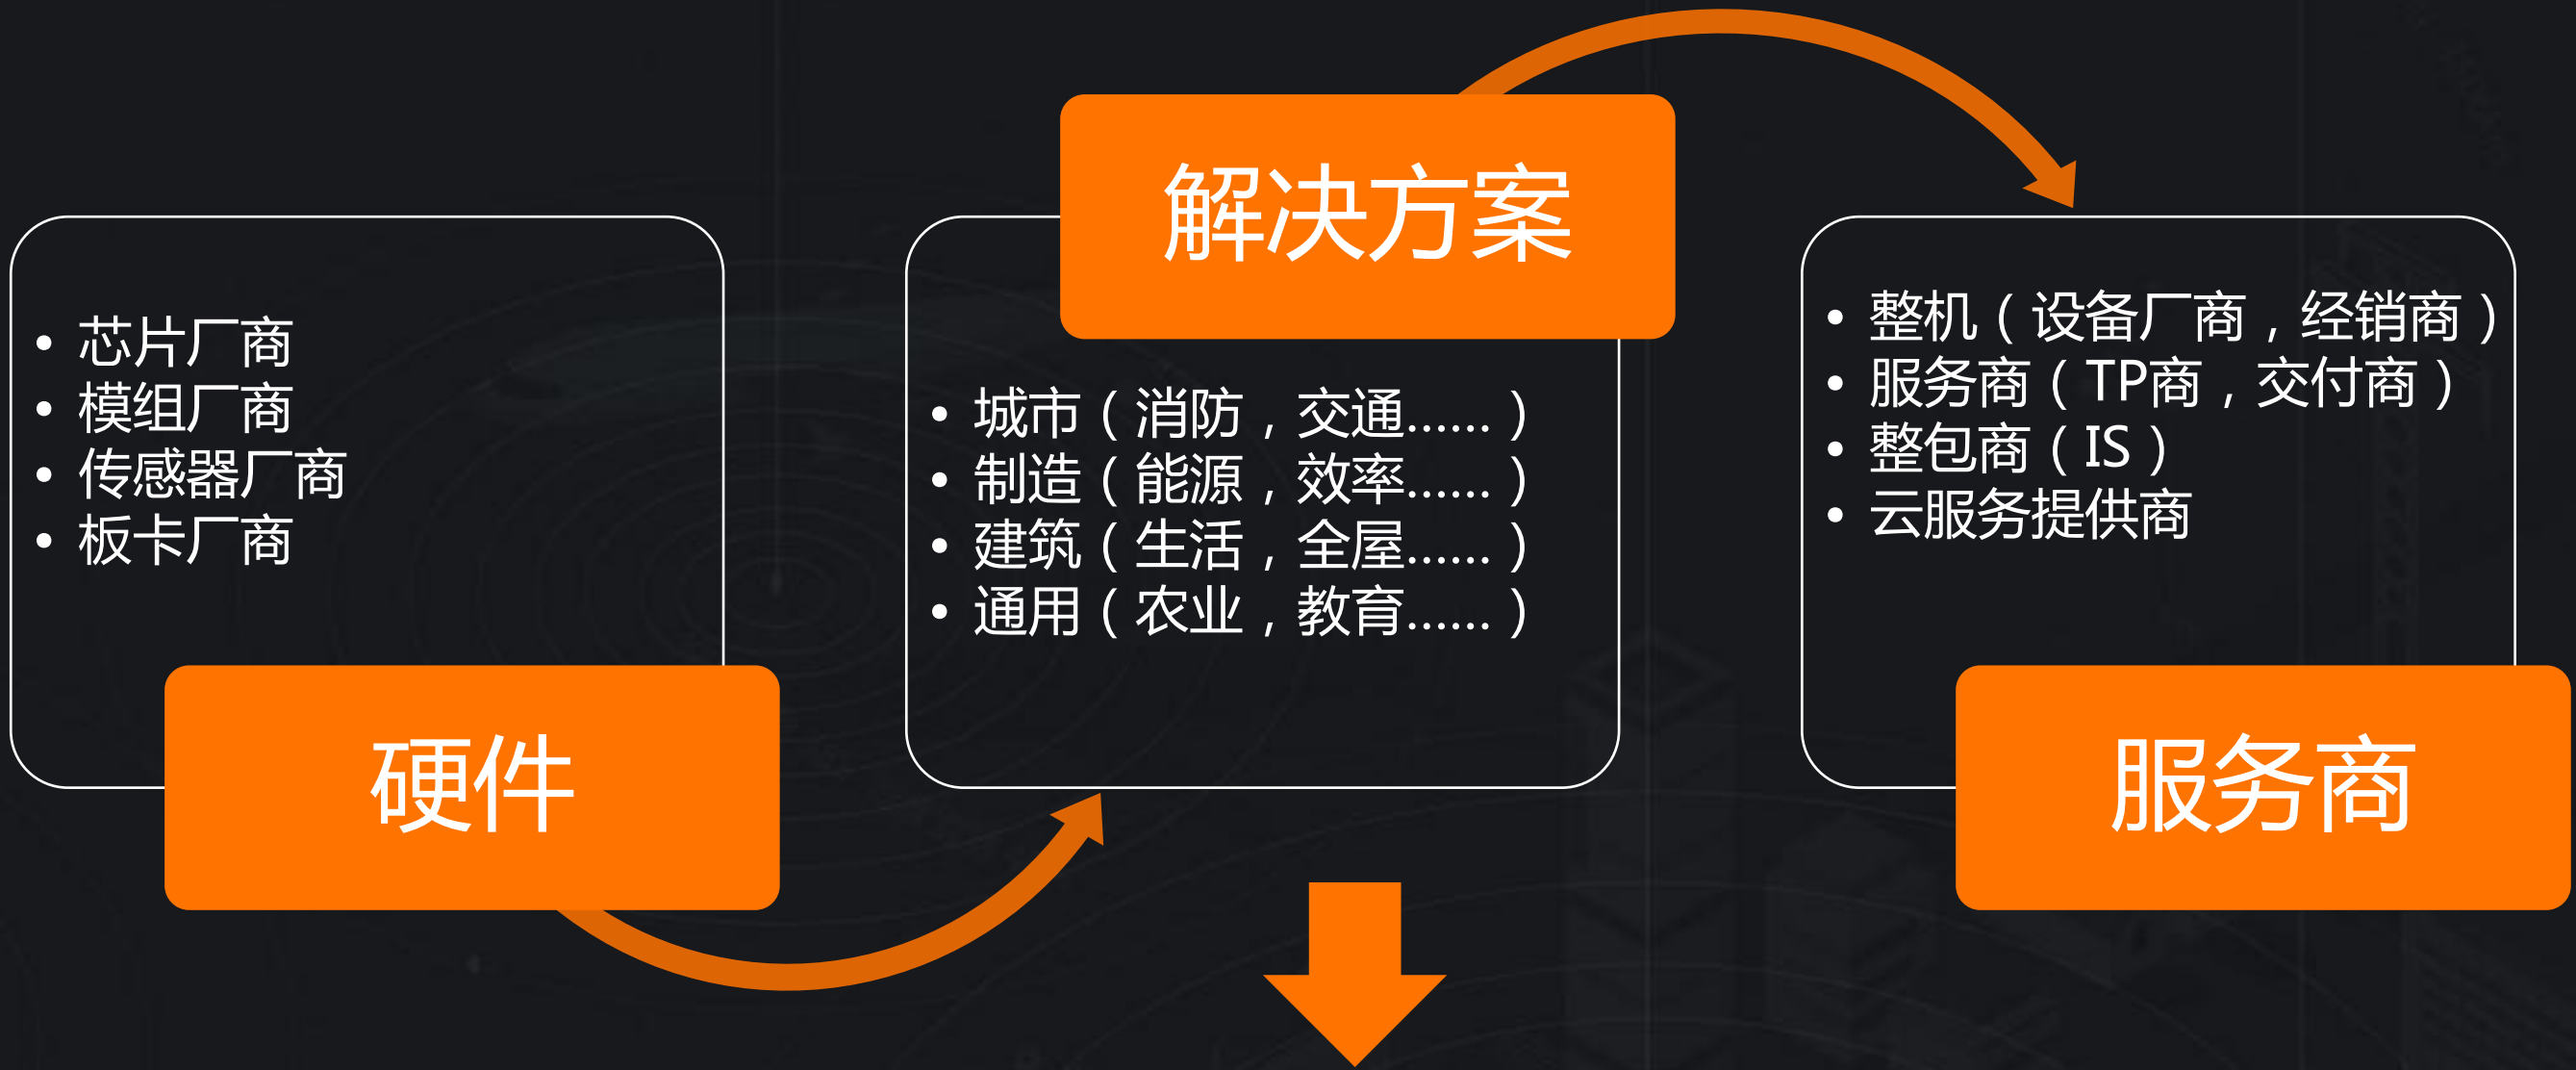 • 芯片厂商
• 模组厂商
• 传感器厂商
• 板卡厂商
硬件
解决方案
• 城市（消防，交通......）
• 制造（能源，效率......）
• 建筑（生活，全屋......）
• 通用（农业，教育......）
• 整机（设备厂商，经销商）
• 服务商（TP商，交付商）
• 整包商（IS）
• 云服务提供商
服务商